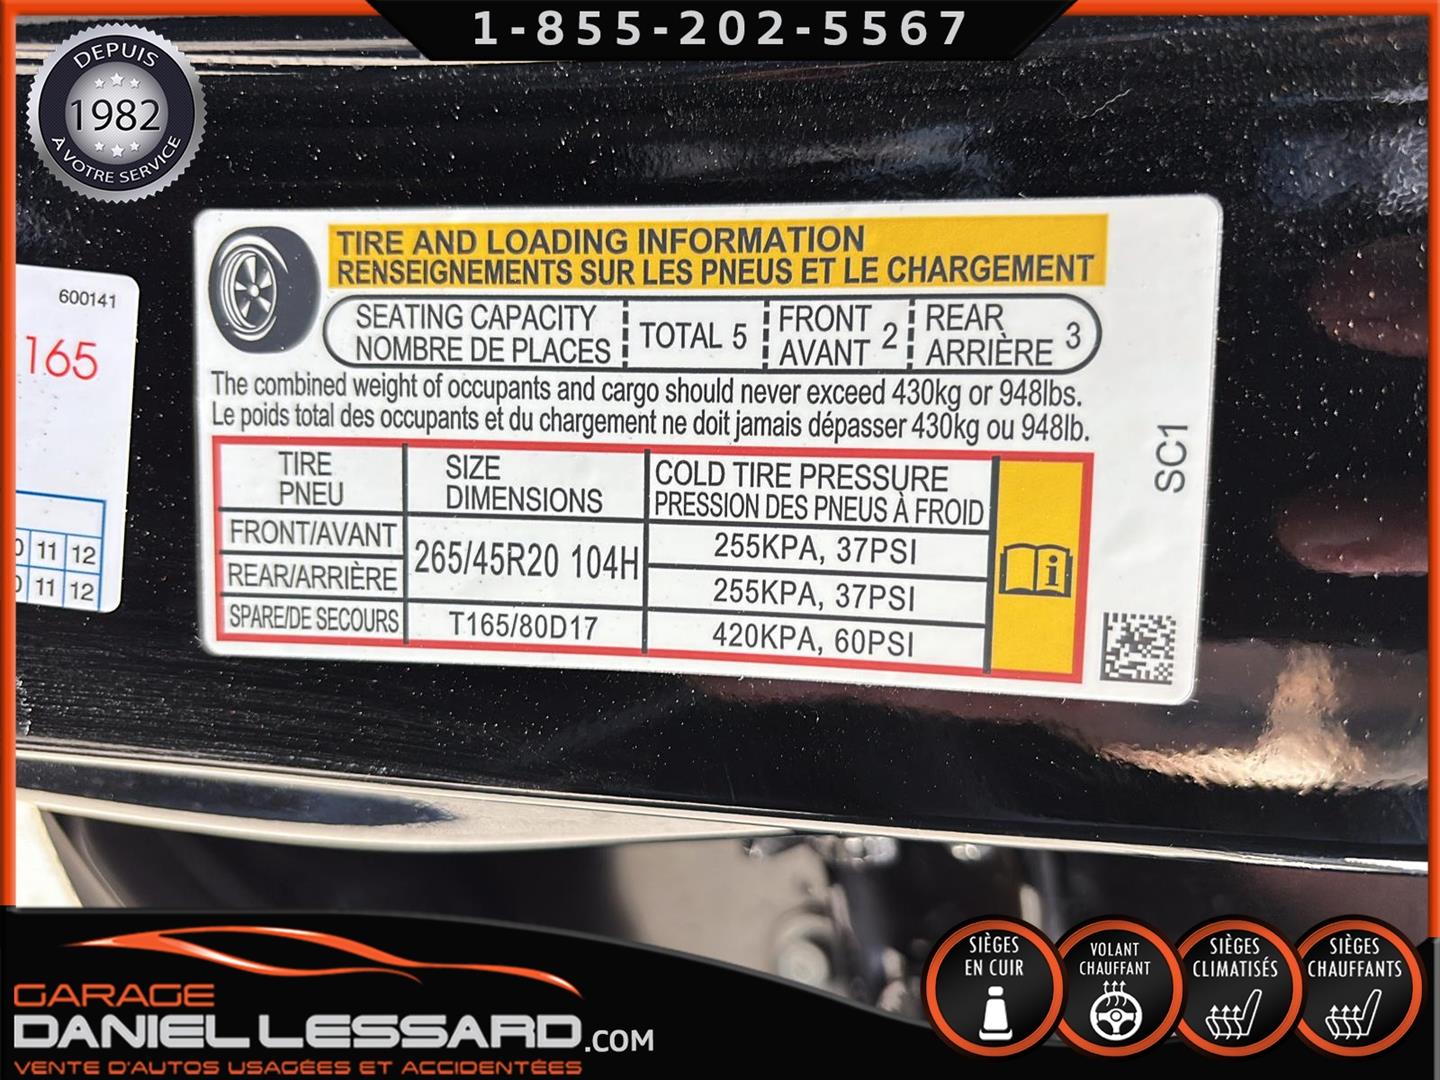 1-855-202-5567
DEPUIS
1982
À VOTRE SERVICE
600141
165
11 12
11 12
TIRE AND LOADING INFORMATION
RENSEIGNEMENTS SUR LES PNEUS ET LE CHARGEMENT
SEATING CAPACITY
NOMBRE DE PLACES
TOTAL 5
FRONT
AVANT 2
REAR
ARRIÈRE 3
The combined weight of occupants and cargo should never exceed 430kg or 948lbs.
Le poids total des occupants et du chargement ne doit jamais dépasser 430kg ou 948lb.
TIRE
PNEU
SIZE
DIMENSIONS
COLD TIRE PRESSURE
PRESSION DES PNEUS À FROID
FRONT/AVANT
265/45R20 104H
255KPA, 37PSI
REAR/ARRIÈRE
255KPA, 37PSI
SPARE/DE SECOURS
T165/80D17
420KPA, 60PSI
SC1
GARAGE
DANIEL LESSARD.COM
VENTE D'AUTOS USAGÉES ET ACCIDENTÉES
SIÈGES
EN CUIR
VOLANT
CHAUFFANT
SIÈGES
CLIMATISÉS
SIÈGES
CHAUFFANTS